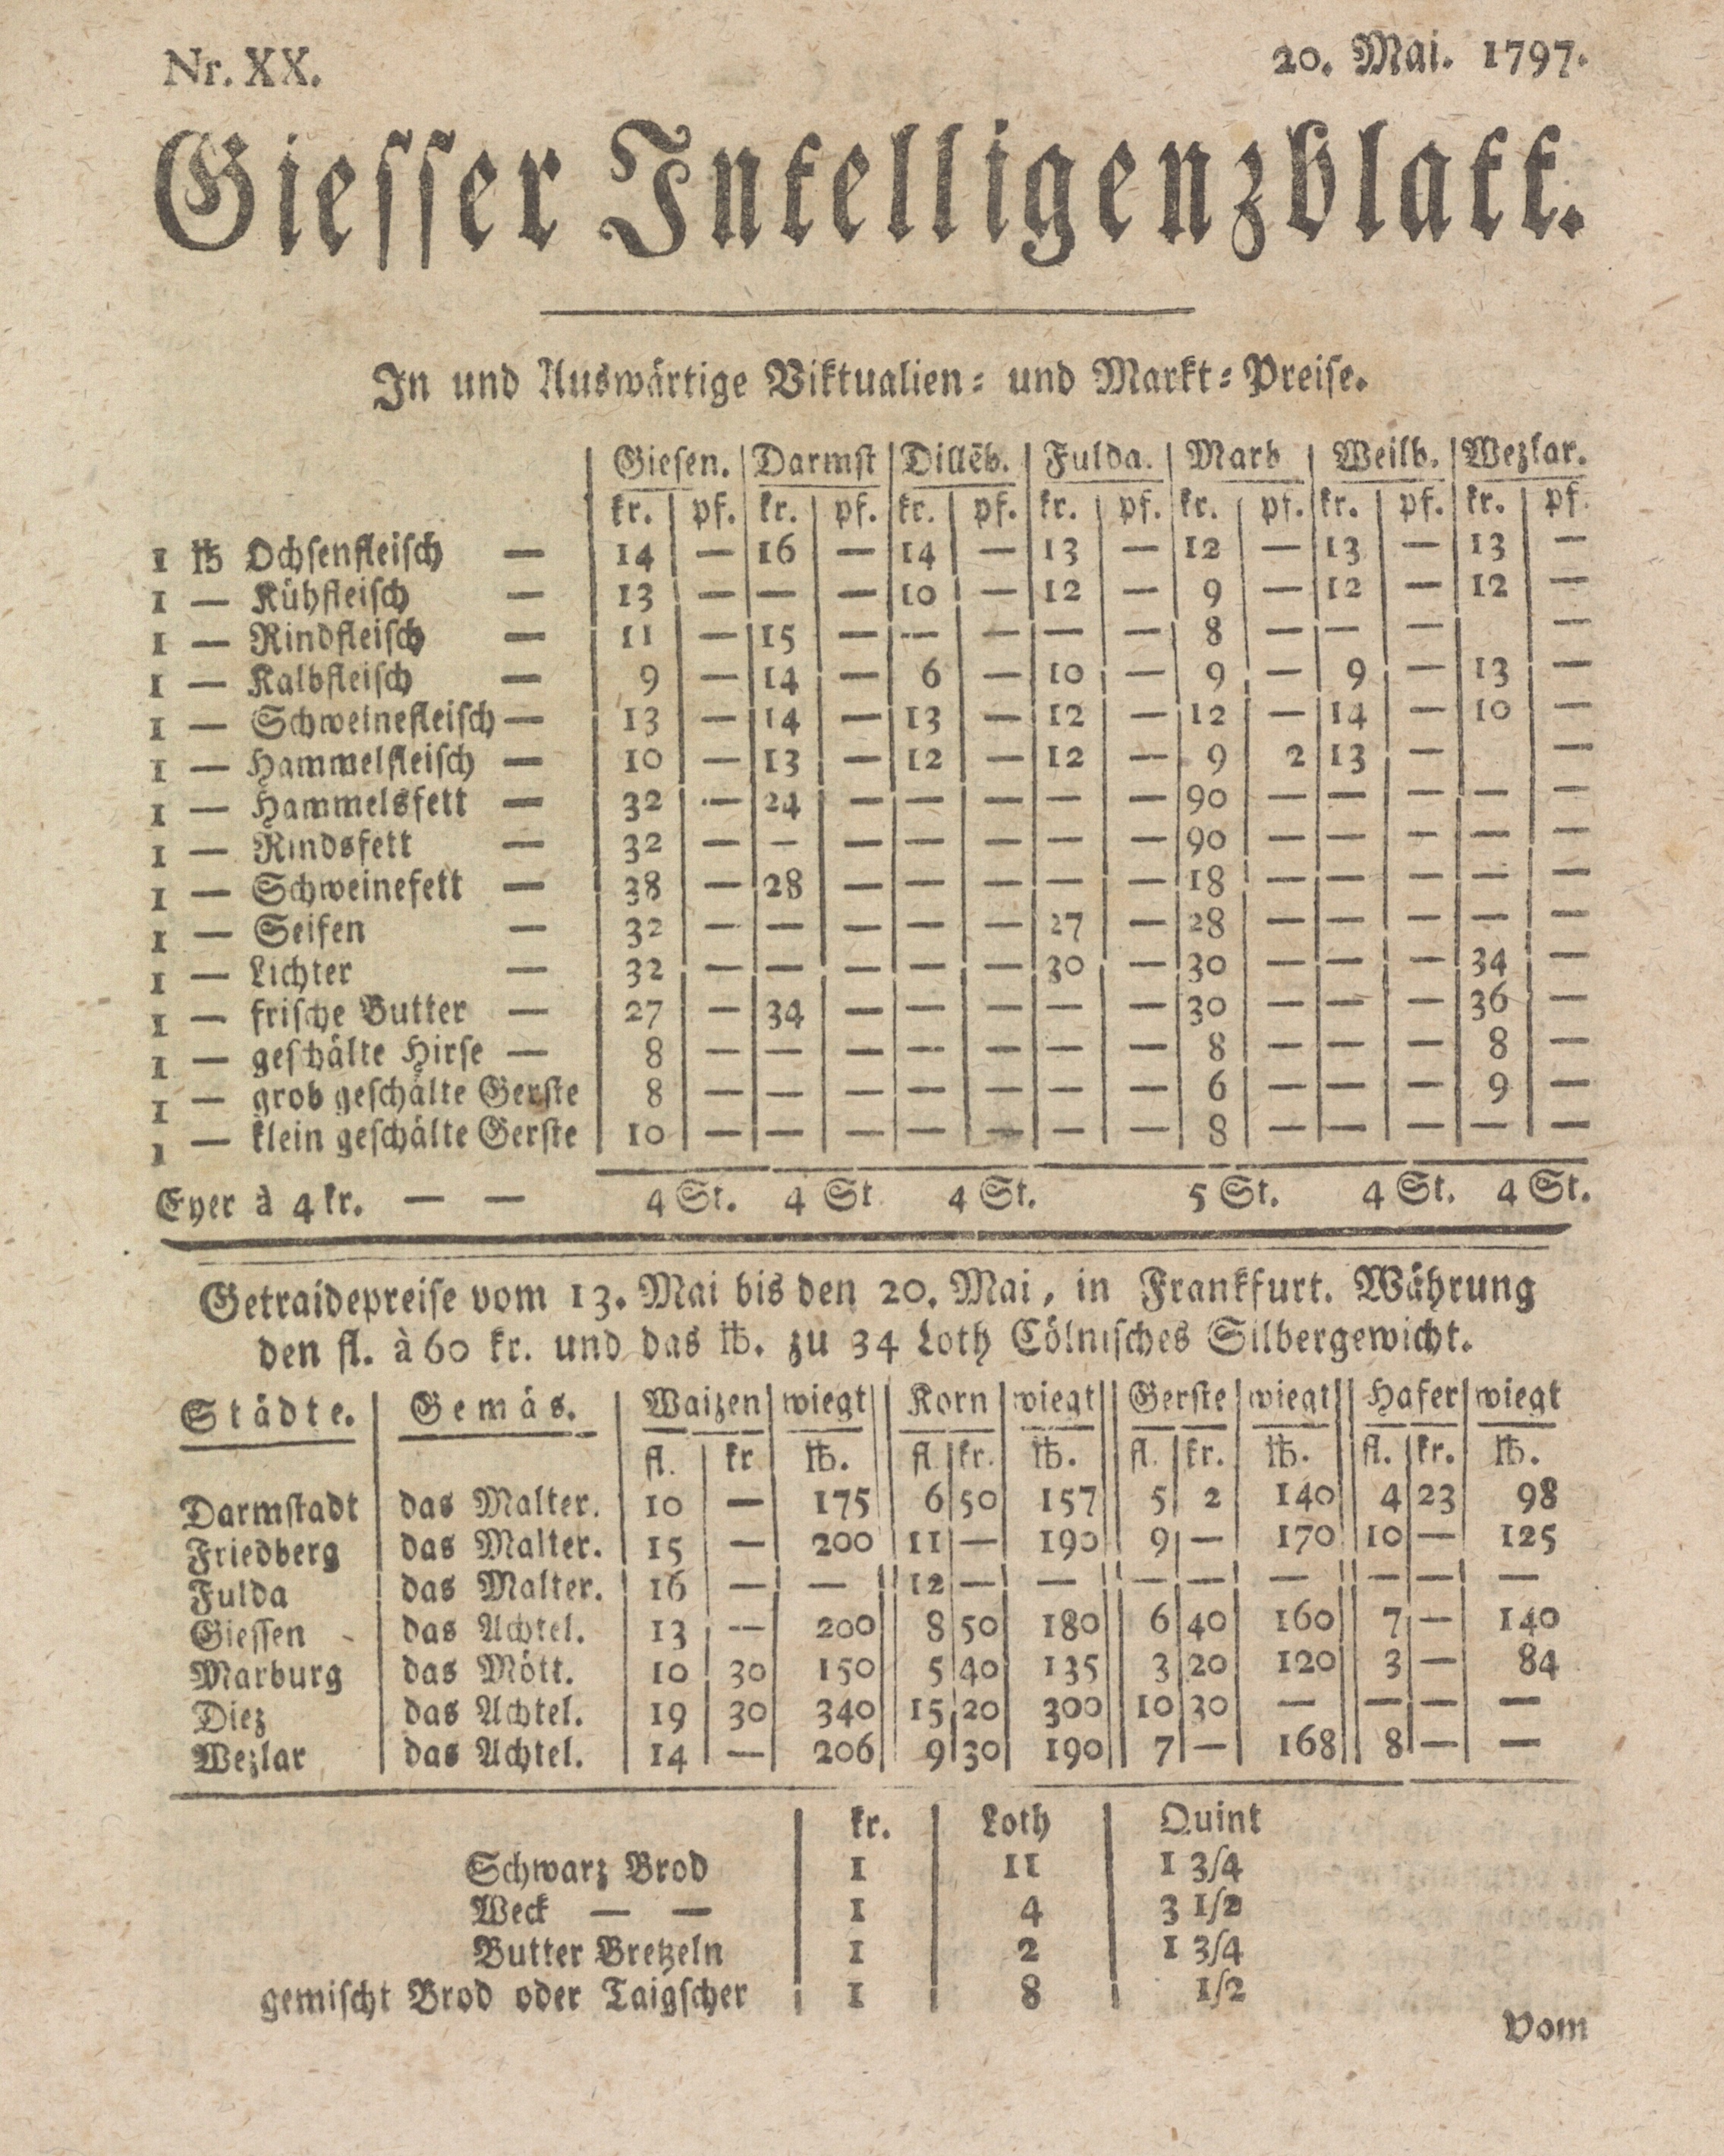 Nr. XX. 20. Mai. 1797.
Giesser Intelligenzblatt.
In und Auswärtige Viktualien= und Markt=Preise.
Giesen. Darmst Dillēb. Fulda. Marb Weilb. Wezlar.
kr. pf. kr. pf. kr. pf. kr. pf. kr. pf. kr. pf. kr. pf.
1 ℔ Ochsenfleisch — 14 — 16 — 14 — 13 — 12 — 13 — 13 —
1 — Kühfleisch — 13 — — — 10 — 12 — 9 — 12 — 12 —
1 — Rindfleisch — 11 — 15 — — — — — 8 — — — —
1 — Kalbfleisch — 9 — 14 — 6 — 10 — 9 — 9 — 13 —
1 — Schweinefleisch — 13 — 14 — 13 — 12 — 12 — 14 — 10 —
1 — Hammelfleisch — 10 — 13 — 12 — 12 — 9 2 13 — —
1 — Hammelsfett — 32 — 24 — — — — — 90 — — — — —
1 — Rindsfett — 32 — — — — — — — 90 — — — — —
1 — Schweinefett — 38 — 28 — — — — — 18 — — — — —
1 — Seifen — 32 — — — — — 27 — 28 — — — — —
1 — Lichter — 32 — — — — — 30 — 30 — — — 34 —
1 — frische Butter — 27 — 34 — — — — — 30 — — — 36 —
1 — geschälte Hirse — 8 — — — — — — — 8 — — — 8 —
1 — grob geschälte Gerste 8 — — — — — — — 6 — — — 9 —
1 — klein geschälte Gerste 10 — — — — — — — 8 — — — — —
Eyer à 4 kr. — — 4 St. 4 St 4 St. 5 St. 4 St. 4 St.
Getraidepreise vom 13. Mai bis den 20. Mai, in Frankfurt. Währung
den fl. à 60 kr. und das ℔. zu 34 Loth Cölnisches Silbergewicht.
Städte. Gemäs. Waizen wiegt Korn wiegt Gerste wiegt Hafer wiegt
fl. kr ℔. fl kr. ℔. fl. kr. ℔. fl. kr. ℔.
Darmstadt das Malter. 10 — 175 6 50 157 5 2 140 4 23 98
Friedberg das Malter. 15 — 200 11 — 190 9 — 170 10 — 125
Fulda das Malter. 16 — — 12 — — — — — — — —
Giessen das Achtel. 13 — 200 8 50 180 6 40 160 7 — 140
Marburg das Mött. 10 30 150 5 40 135 3 20 120 3 — 84
Diez das Achtel. 19 30 340 15 20 300 10 30 — — — —
Wezlar das Achtel. 14 — 206 9 30 190 7 — 168 8 — —
kr. Loth Quint
Schwarz Brod 1 11 1 3/4
Weck — — 1 4 3 1/2
Butter Bretzeln 1 2 1 3/4
gemischt Brod oder Taigscher 1 8 1/2
Vom